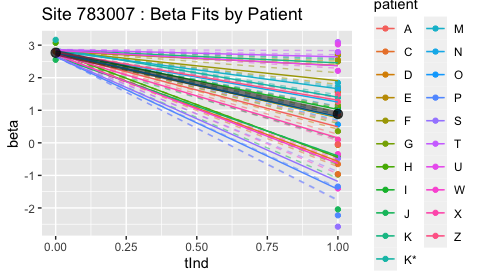 Site 783007 : Beta Fits by Patient
beta
3
2
1
0
-1
-2
0.00 0.25 0.50 0.75 1.00
tInd
patient
A
C
D
E
F
G
H
I
J
K
K*
M
N
O
P
S
T
U
W
X
Z